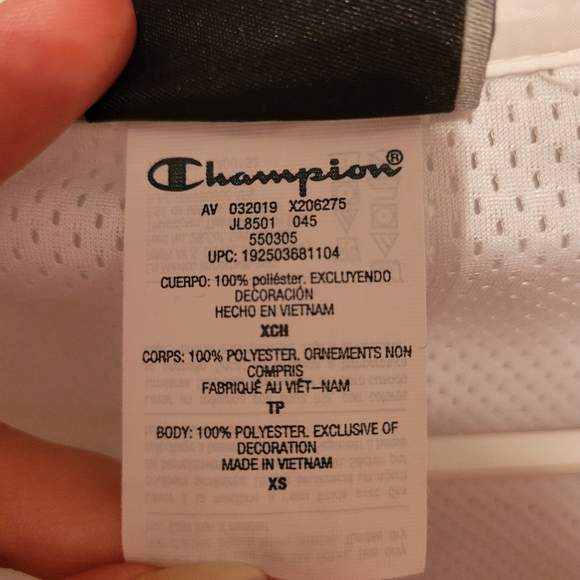 Champion®
AV 032019 X206275
JL8501 045
550305
UPC: 192503681104
CUERPO: 100% poliéster. EXCLUYENDO
DECORACIÓN
HECHO EN VIETNAM
XCH
CORPS: 100% POLYESTER. ORNEMENTS NON
COMPRIS
FABRIQUÉ AU VIÊT-NAM
TP
BODY: 100% POLYESTER. EXCLUSIVE OF
DECORATION
MADE IN VIETNAM
XS